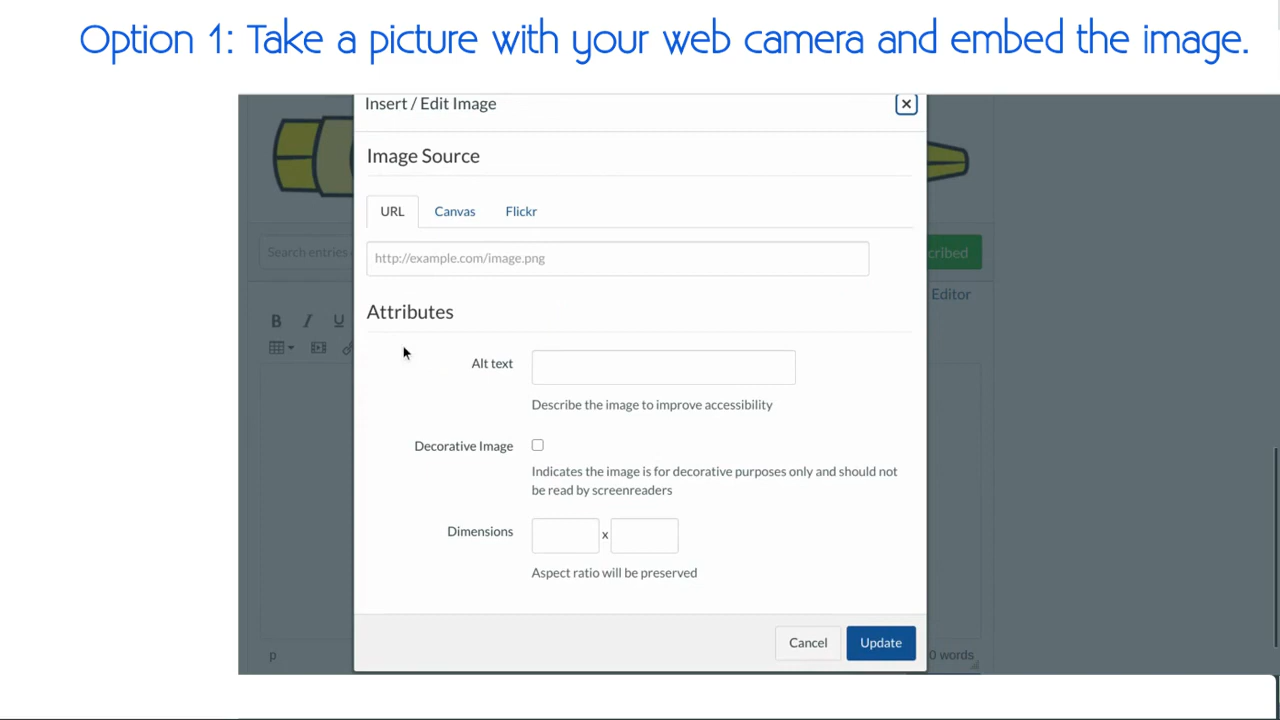 Option 1: Take a picture with your web camera and embed the image.
Insert / Edit Image
Image Source
URL Canvas Flickr
Search entries
cribed
http://example.com/image.png
Editor
Attributes
B I U
Alt text
Describe the image to improve accessibility
Decorative Image
Indicates the image is for decorative purposes only and should not
be read by screenreaders
Dimensions x
Aspect ratio will be preserved
Cancel Update
p 0 words